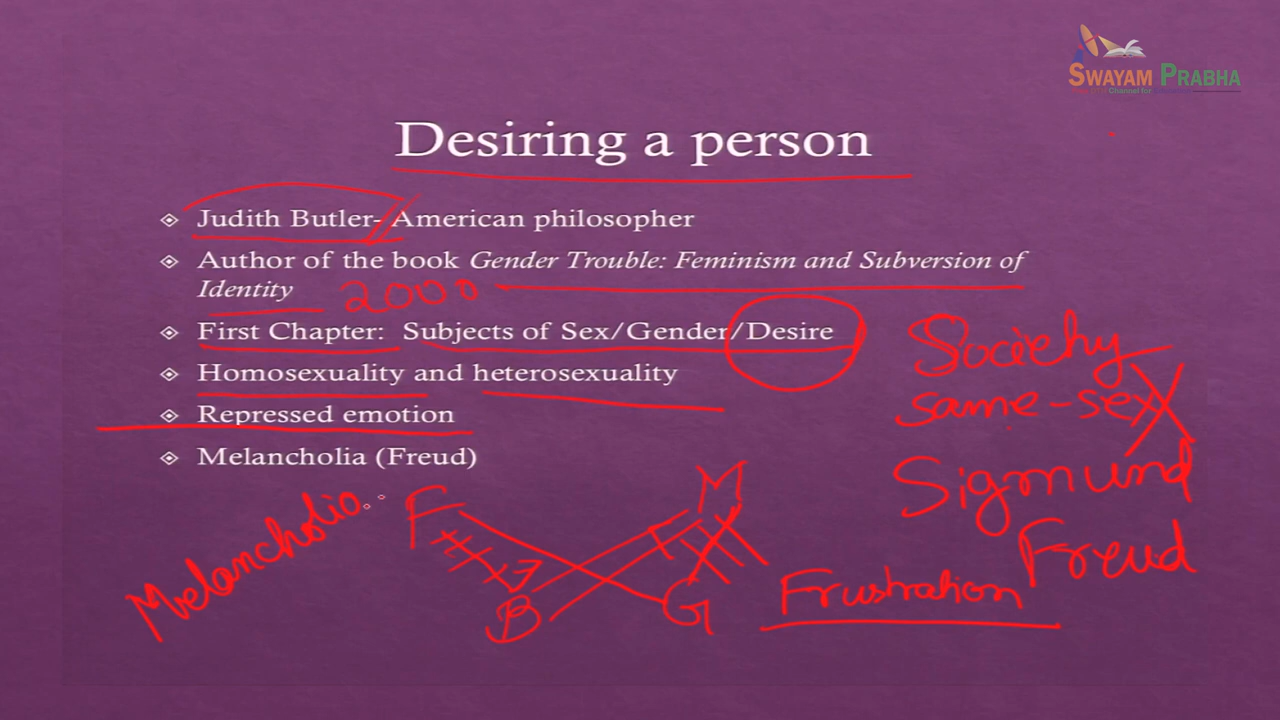 SWAYAM PRABHA
Desiring a person
Judith Butler- American philosopher
Author of the book Gender Trouble: Feminism and Subversion of
Identity 2000
First Chapter: Subjects of Sex/Gender/Desire
Society
Homosexuality and heterosexuality
same-sex
Repressed emotion
Melancholia (Freud)
Sigmund
Freud
Melancholia
F
M
B
G
Frustration